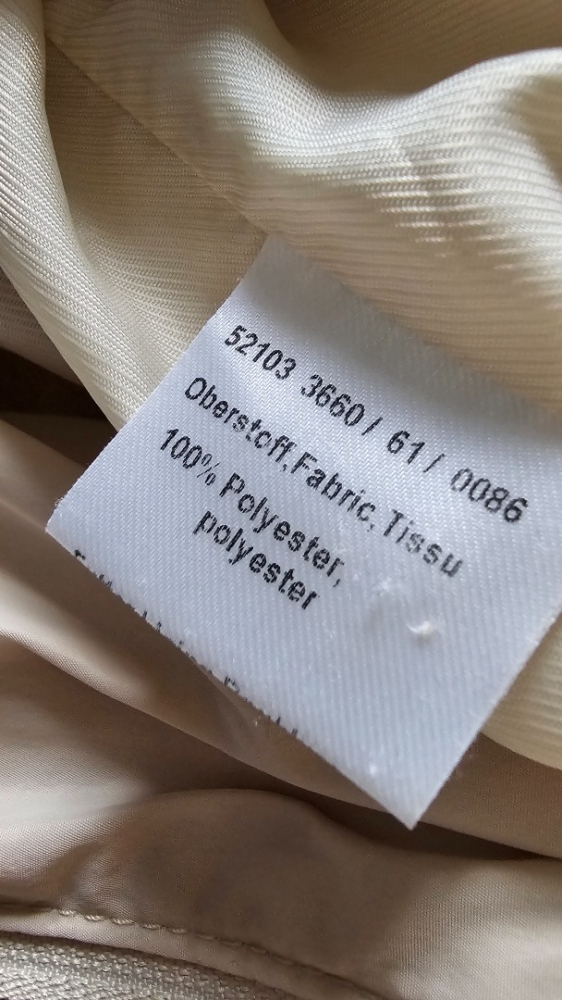 52103 3660 / 61 / 0086
Oberstoff,Fabric,Tissu
100% Polyester,
polyester